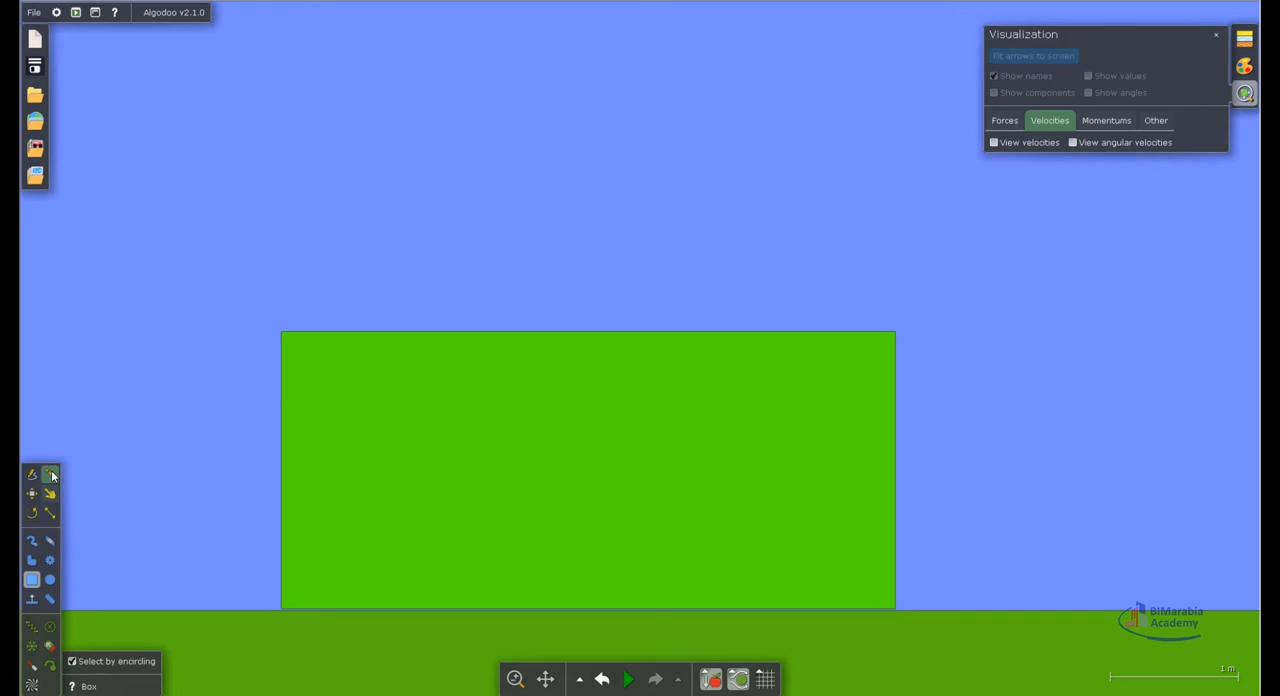 File ? Algodoo v2.1.0
Visualization ×
Fit arrows to screen
Show names Show values
Show components Show angles
Forces Velocities Momentums Other
View velocities View angular velocities
BIMarabia
Academy
Select by encircling
? Box
1 m